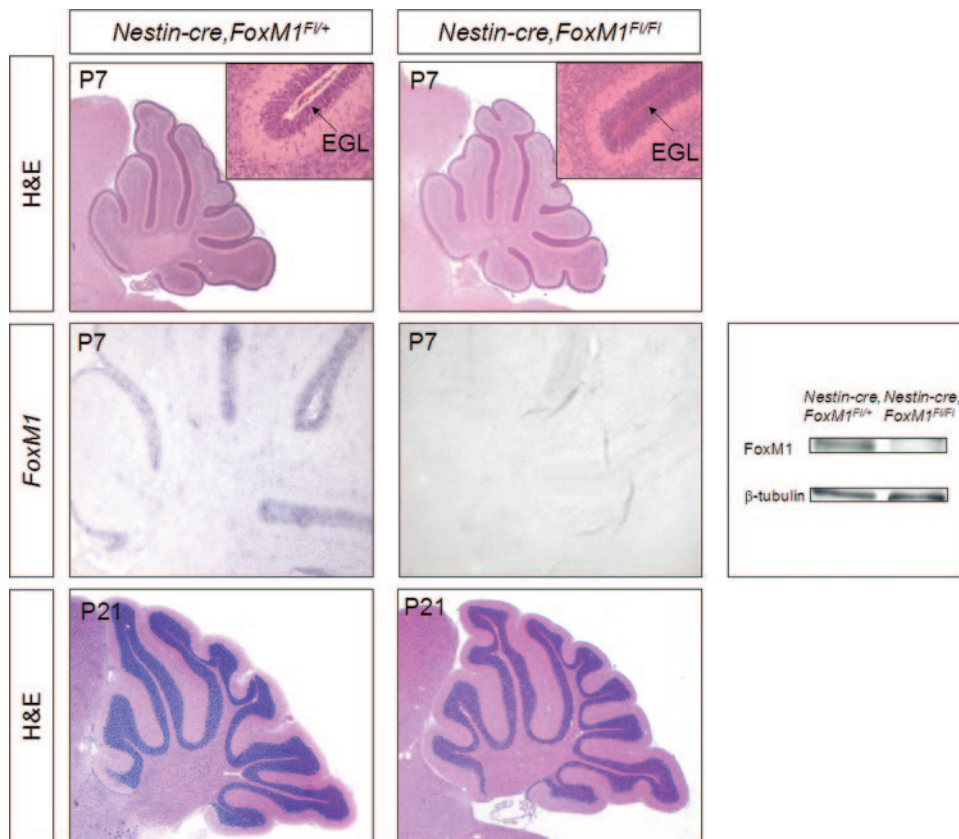 Nestin-cre,FoxM1Fl/+
Nestin-cre,FoxM1Fl/Fl
H&E
P7
EGL
P7
EGL
FoxM1
P7
P7
Nestin-cre, Nestin-cre,
FoxM1Fl/+ FoxM1Fl/Fl
FoxM1
β-tubulin
H&E
P21
P21